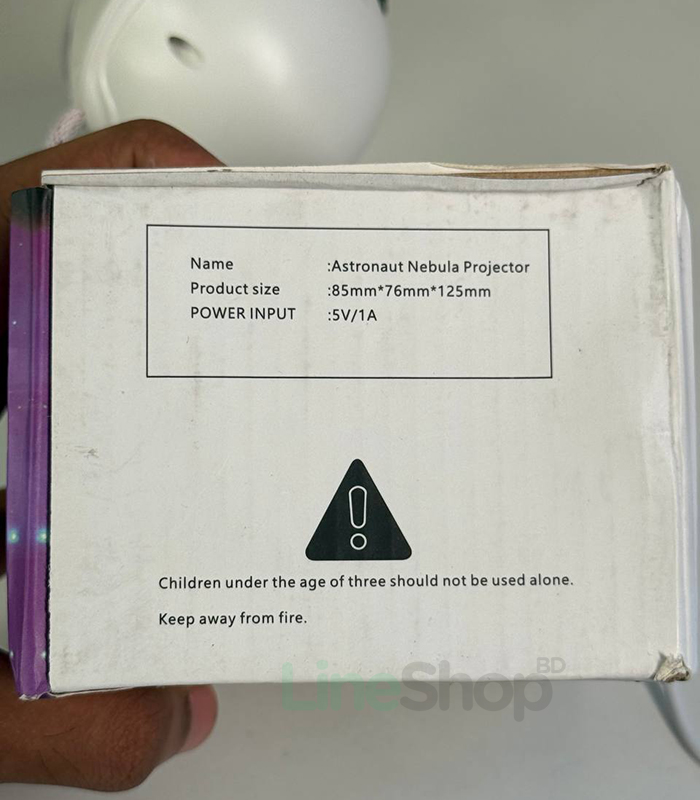 Name :Astronaut Nebula Projector
Product size :85mm*76mm*125mm
POWER INPUT :5V/1A
Children under the age of three should not be used alone.
Keep away from fire.
LineShop BD